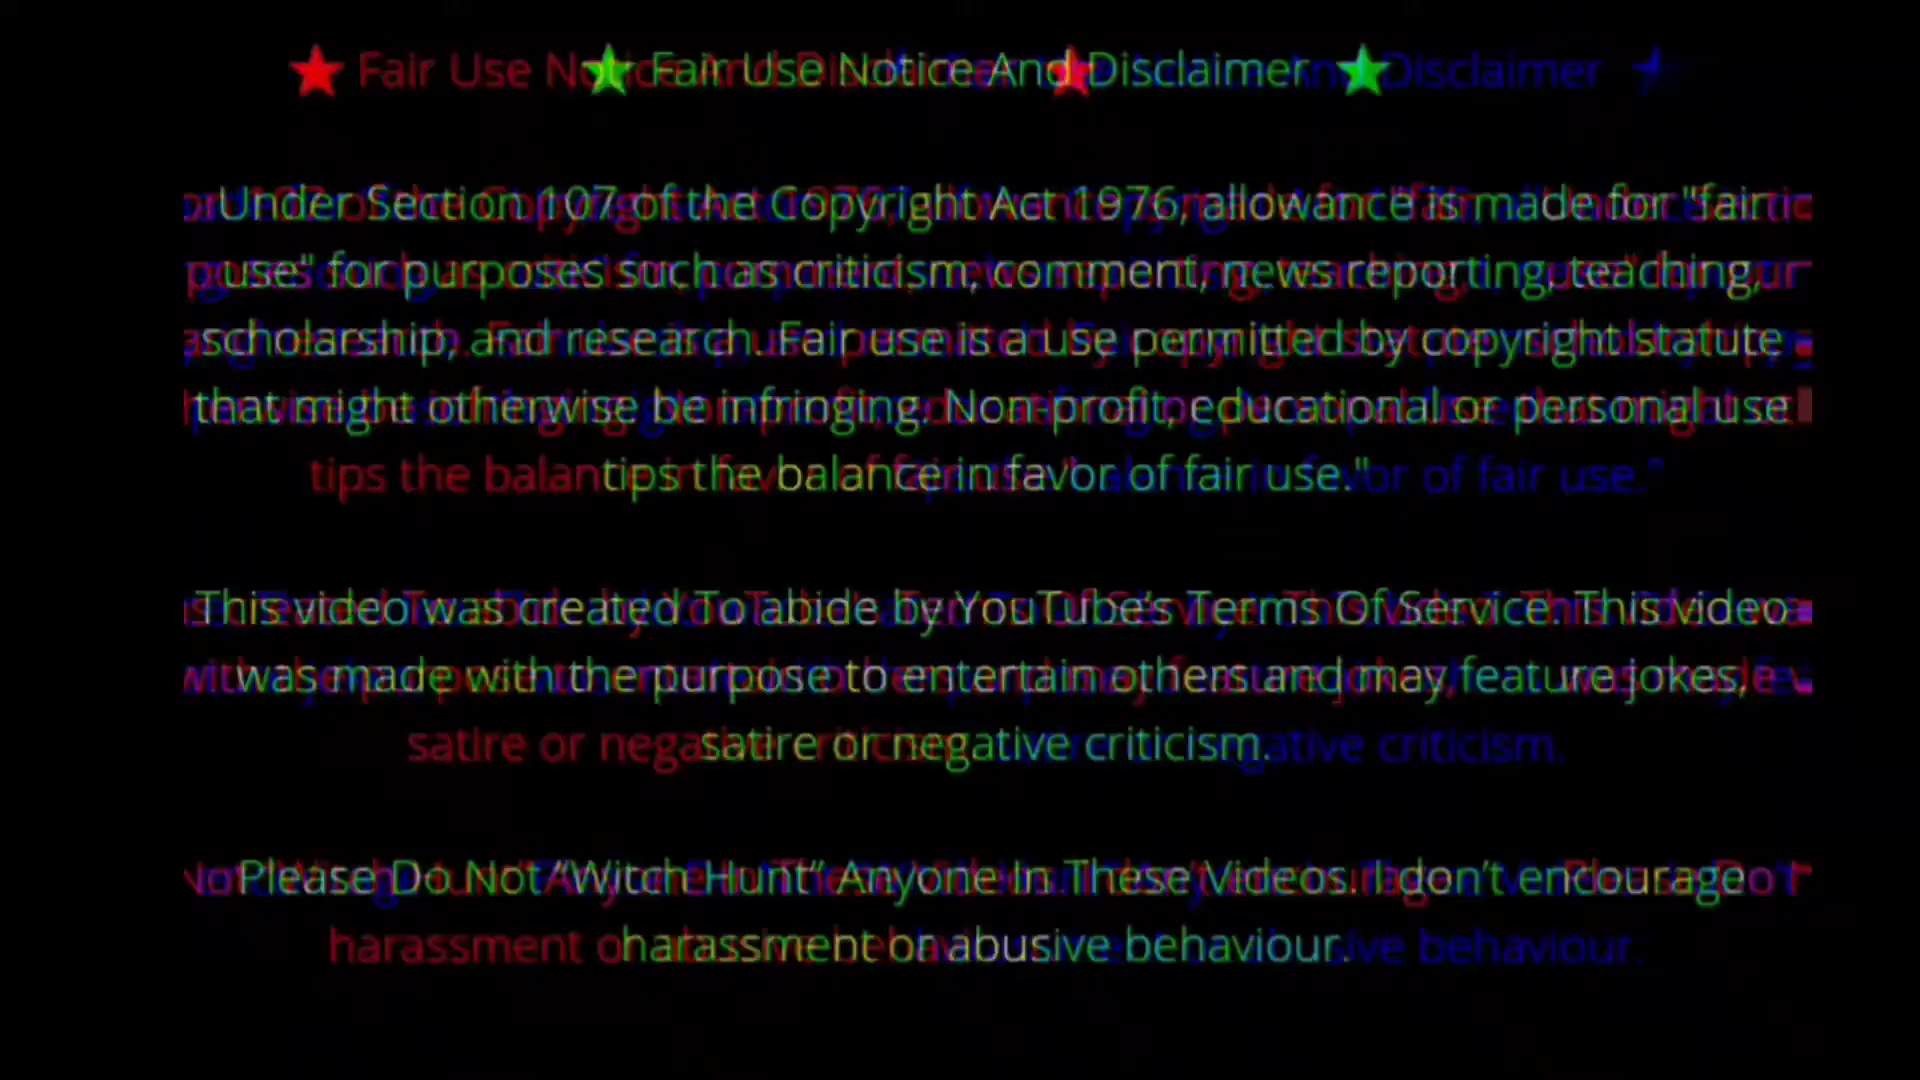 ★ Fair Use Notice And Disclaimer ★
Under Section 107 of the Copyright Act 1976, allowance is made for "fair
use" for purposes such as criticism, comment, news reporting, teaching,
scholarship, and research. Fair use is a use permitted by copyright statute
that might otherwise be infringing. Non-profit, educational or personal use
tips the balance in favor of fair use."
This video was created To abide by YouTube's Terms Of Service. This video
was made with the purpose to entertain others and may feature jokes,
satire or negative criticism.
Please Do Not “Witch Hunt” Anyone In These Videos. I don’t encourage
harassment or abusive behaviour.